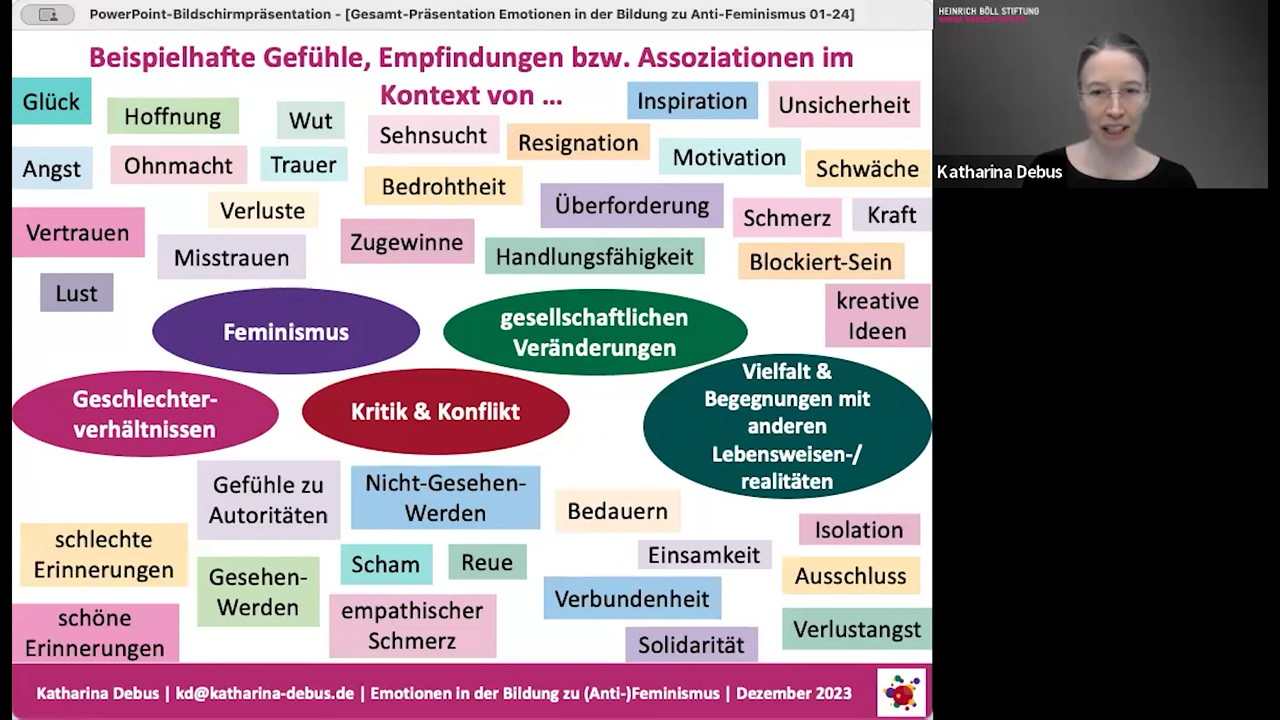 PowerPoint-Bildschirmpräsentation - [Gesamt-Präsentation Emotionen in der Bildung zu Anti-Feminismus 01-24]
HEINRICH BÖLL STIFTUNG
Katharina Debus
Beispielhafte Gefühle, Empfindungen bzw. Assoziationen im
Kontext von ...
Glück
Hoffnung
Wut
Sehnsucht
Resignation
Inspiration
Unsicherheit
Angst
Ohnmacht
Trauer
Bedrohtheit
Motivation
Schwäche
Verluste
Überforderung
Schmerz
Kraft
Vertrauen
Misstrauen
Zugewinne
Handlungsfähigkeit
Blockiert-Sein
Lust
kreative
Ideen
Feminismus
gesellschaftlichen
Veränderungen
Geschlechter-
verhältnissen
Kritik & Konflikt
Vielfalt &
Begegnungen mit
anderen
Lebensweisen-/
realitäten
Gefühle zu
Autoritäten
Nicht-Gesehen-
Werden
Bedauern
Isolation
schlechte
Erinnerungen
Gesehen-
Werden
Scham
Reue
Einsamkeit
Ausschluss
schöne
Erinnerungen
empathischer
Schmerz
Verbundenheit
Solidarität
Verlustangst
Katharina Debus | kd@katharina-debus.de | Emotionen in der Bildung zu (Anti-)Feminismus | Dezember 2023